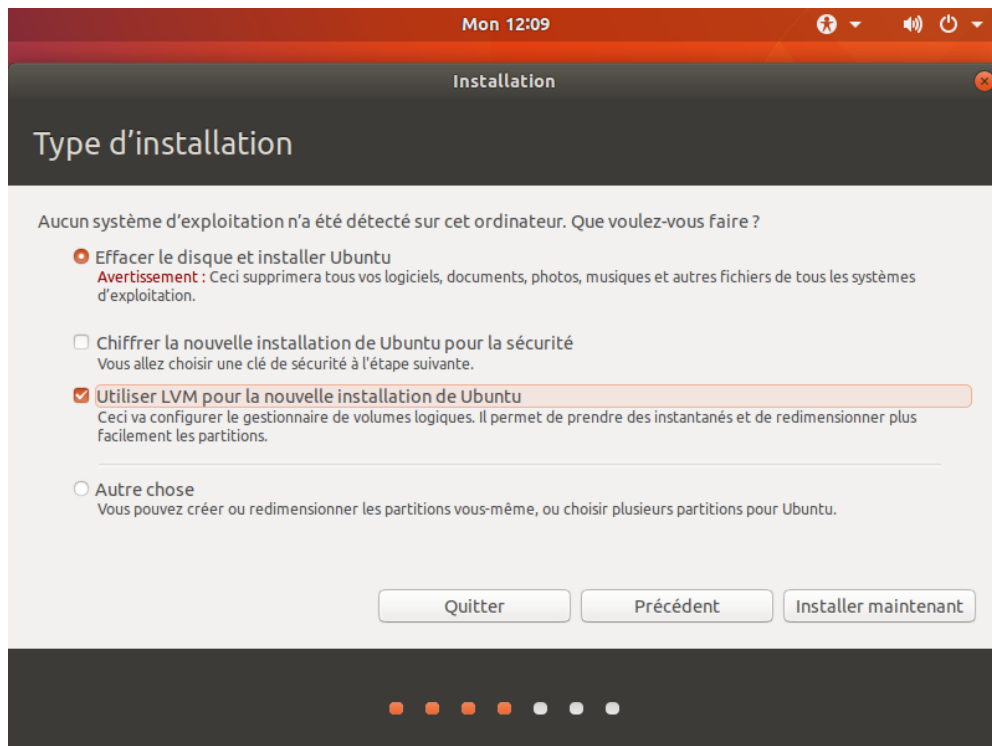 Mon 12:09
Installation
Type d’installation
Aucun système d’exploitation n’a été détecté sur cet ordinateur. Que voulez-vous faire ?
Effacer le disque et installer Ubuntu
Avertissement : Ceci supprimera tous vos logiciels, documents, photos, musiques et autres fichiers de tous les systèmes
d’exploitation.
Chiffrer la nouvelle installation de Ubuntu pour la sécurité
Vous allez choisir une clé de sécurité à l'étape suivante.
Utiliser LVM pour la nouvelle installation de Ubuntu
Ceci va configurer le gestionnaire de volumes logiques. Il permet de prendre des instantanés et de redimensionner plus
facilement les partitions.
Autre chose
Vous pouvez créer ou redimensionner les partitions vous-même, ou choisir plusieurs partitions pour Ubuntu.
Quitter
Précédent
Installer maintenant